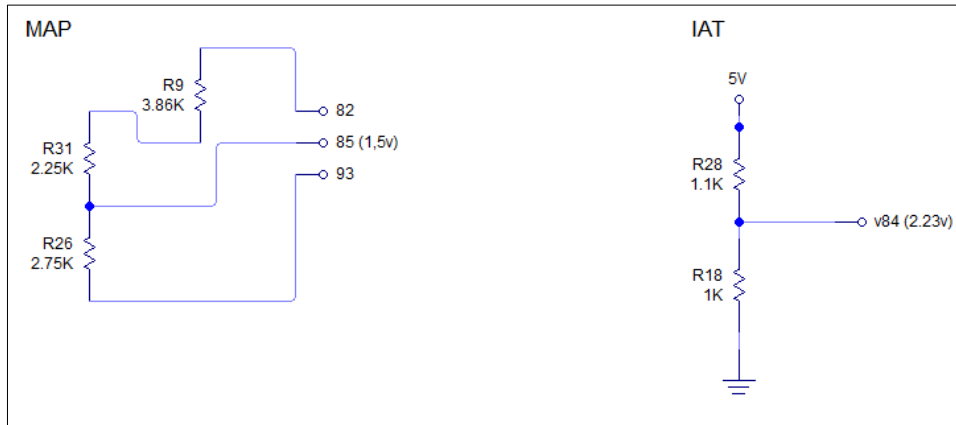 MAP
R9
3.86K
82
85 (1,5v)
93
R31
2.25K
R26
2.75K
IAT
5V
R28
1.1K
v84 (2.23v)
R18
1K